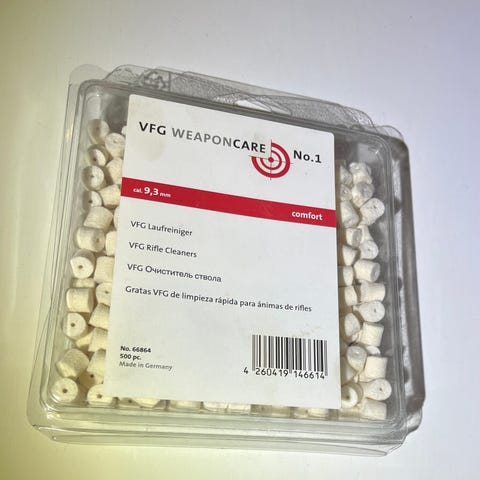 VFG WEAPONCARE No.1
cal. 9,3 mm
comfort
VFG Laufreiniger
VFG Rifle Cleaners
VFG Очиститель ствола
Gratas VFG de limpieza rápida para ánimas de rifles
No. 66864
500 pc.
Made in Germany
4 260419 146614